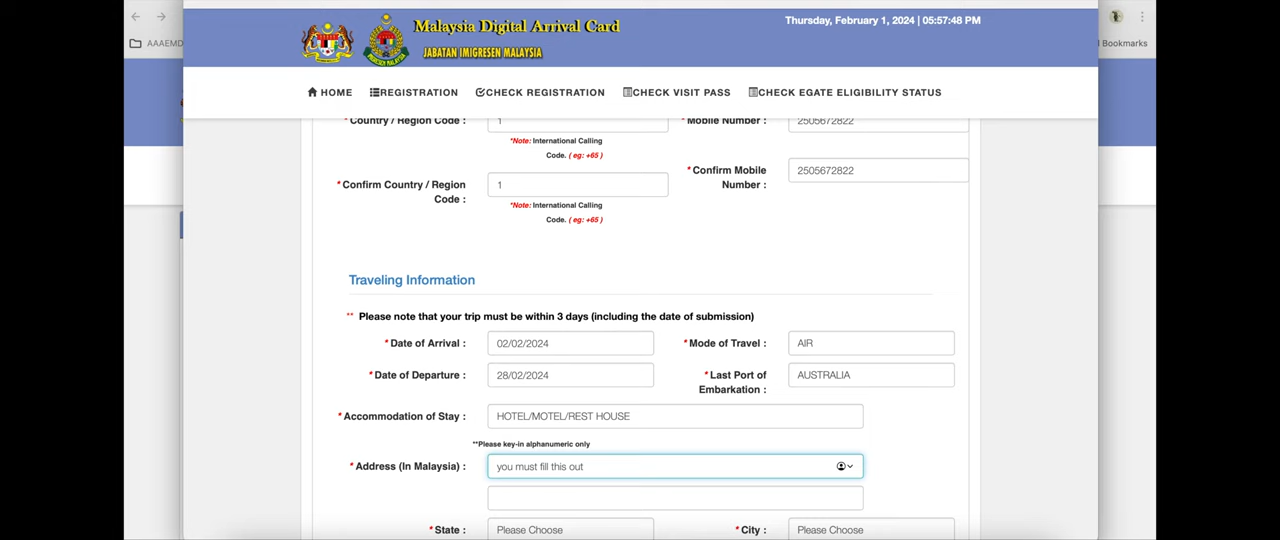 AAAEMD
Malaysia Digital Arrival Card
JABATAN IMIGRESEN MALAYSIA
Thursday, February 1, 2024 | 05:57:48 PM
Bookmarks
HOME REGISTRATION CHECK REGISTRATION CHECK VISIT PASS CHECK EGATE ELIGIBILITY STATUS
*Country / Region Code : 1 *Mobile Number : 2505672822
*Note: International Calling
Code. ( eg: +65 )
*Confirm Country / Region
Code : 1
*Confirm Mobile
Number : 2505672822
*Note: International Calling
Code. ( eg: +65 )
Traveling Information
** Please note that your trip must be within 3 days (including the date of submission)
*Date of Arrival : 02/02/2024 *Mode of Travel : AIR
*Date of Departure : 28/02/2024 *Last Port of
Embarkation : AUSTRALIA
*Accommodation of Stay : HOTEL/MOTEL/REST HOUSE
**Please key-in alphanumeric only
*Address (In Malaysia) : you must fill this out
*State : Please Choose *City : Please Choose